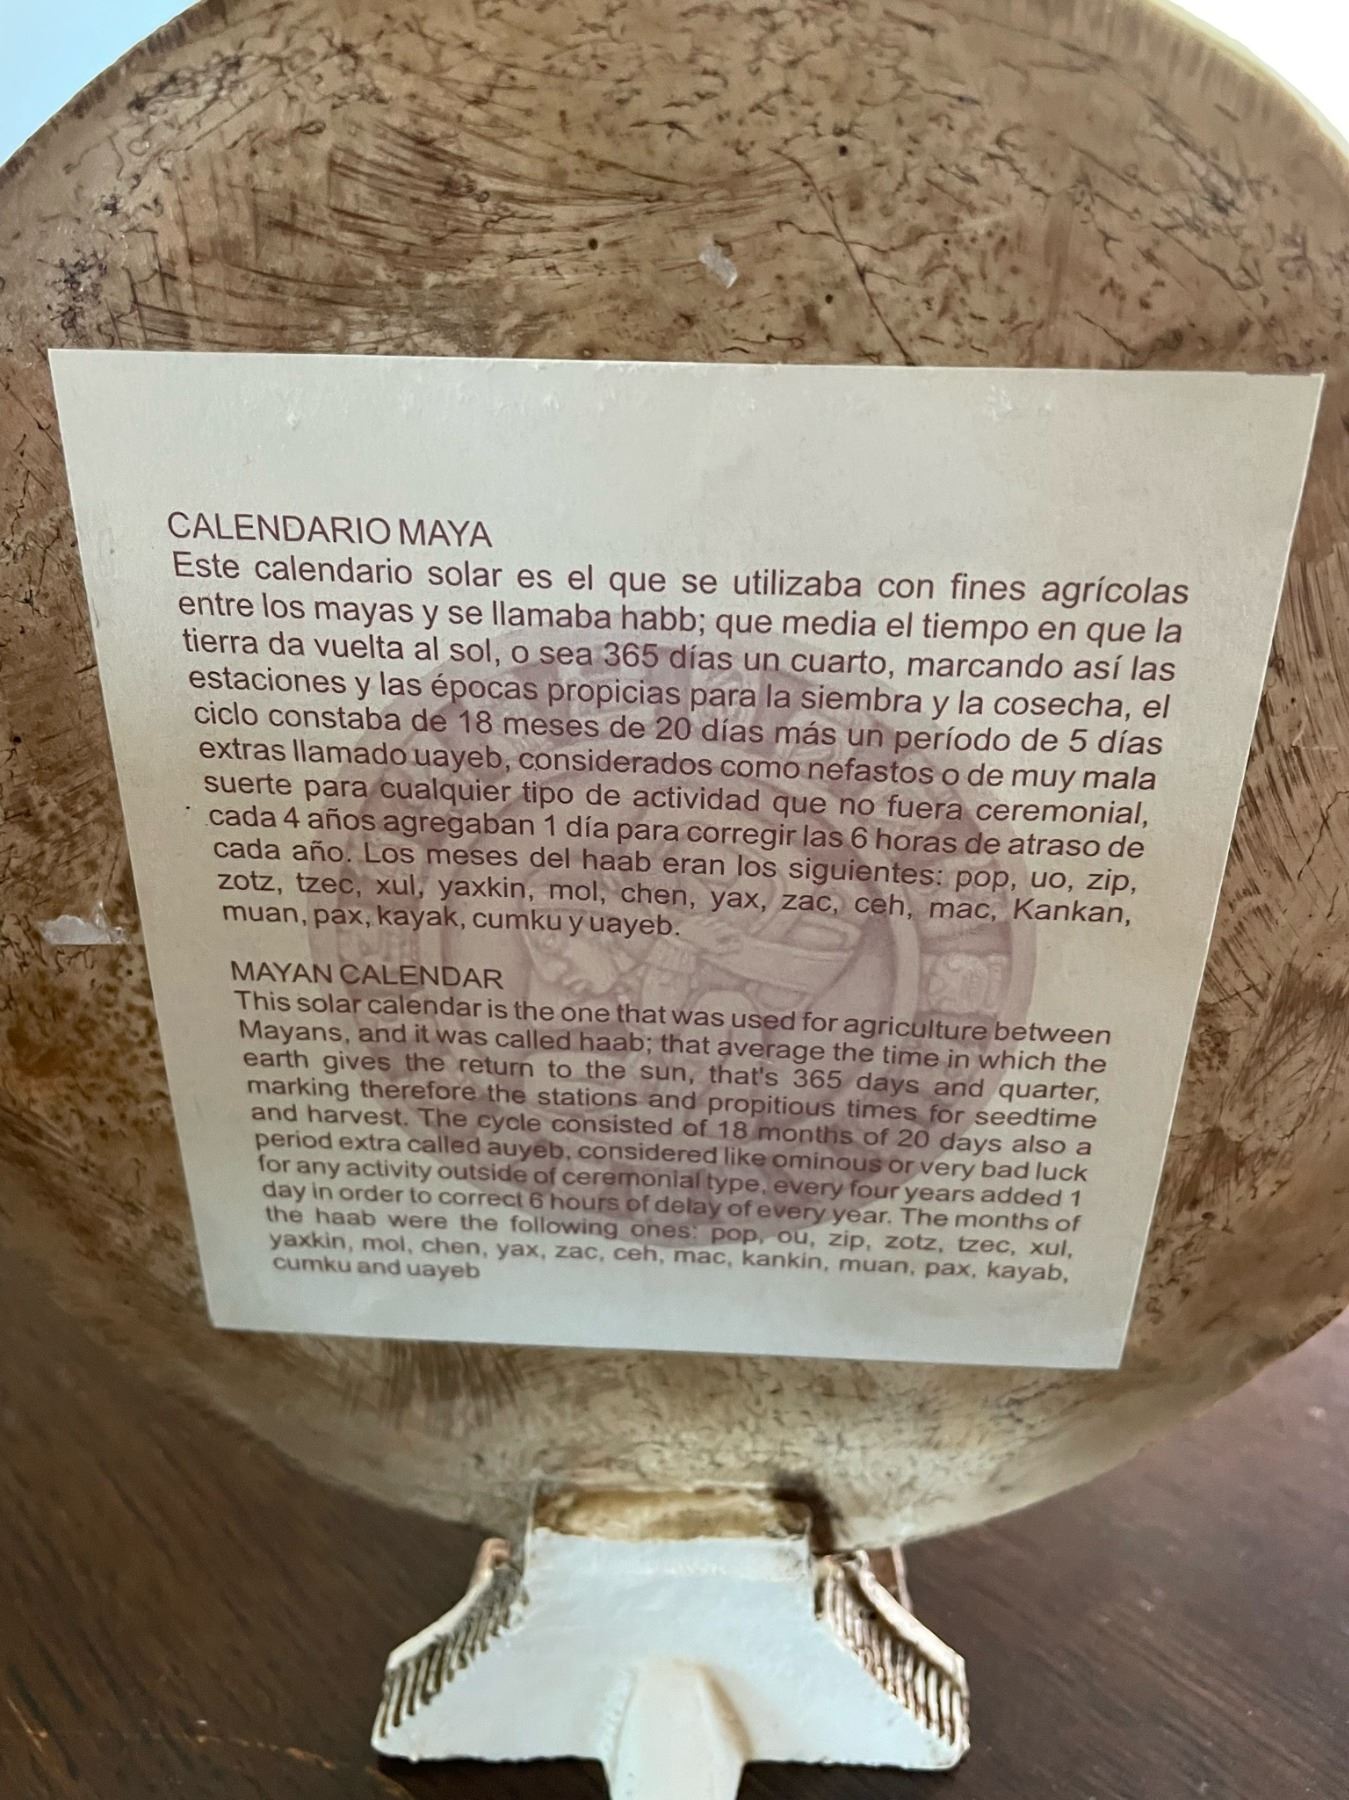 CALENDARIO MAYA
Este calendario solar es el que se utilizaba con fines agrícolas
entre los mayas y se llamaba habb; que media el tiempo en que la
tierra da vuelta al sol, o sea 365 días un cuarto, marcando así las
estaciones y las épocas propicias para la siembra y la cosecha, el
ciclo constaba de 18 meses de 20 días más un período de 5 días
extras llamado uayeb, considerados como nefastos o de muy mala
suerte para cualquier tipo de actividad que no fuera ceremonial,
cada 4 años agregaban 1 día para corregir las 6 horas de atraso de
cada año. Los meses del haab eran los siguientes: pop, uo, zip,
zotz, tzec, xul, yaxkin, mol, chen, yax, zac, ceh, mac, Kankan,
muan, pax, kayak, cumku y uayeb.
MAYAN CALENDAR
This solar calendar is the one that was used for agriculture between
Mayans, and it was called haab; that average the time in which the
earth gives the return to the sun, that's 365 days and quarter,
marking therefore the stations and propitious times for seedtime
and harvest. The cycle consisted of 18 months of 20 days also a
period extra called auyeb, considered like ominous or very bad luck
for any activity outside of ceremonial type, every four years added 1
day in order to correct 6 hours of delay of every year. The months of
the haab were the following ones: pop, ou, zip, zotz, tzec, xul,
yaxkin, mol, chen, yax, zac, ceh, mac, kankín, muan, pax, kayab,
cumku and uayeb